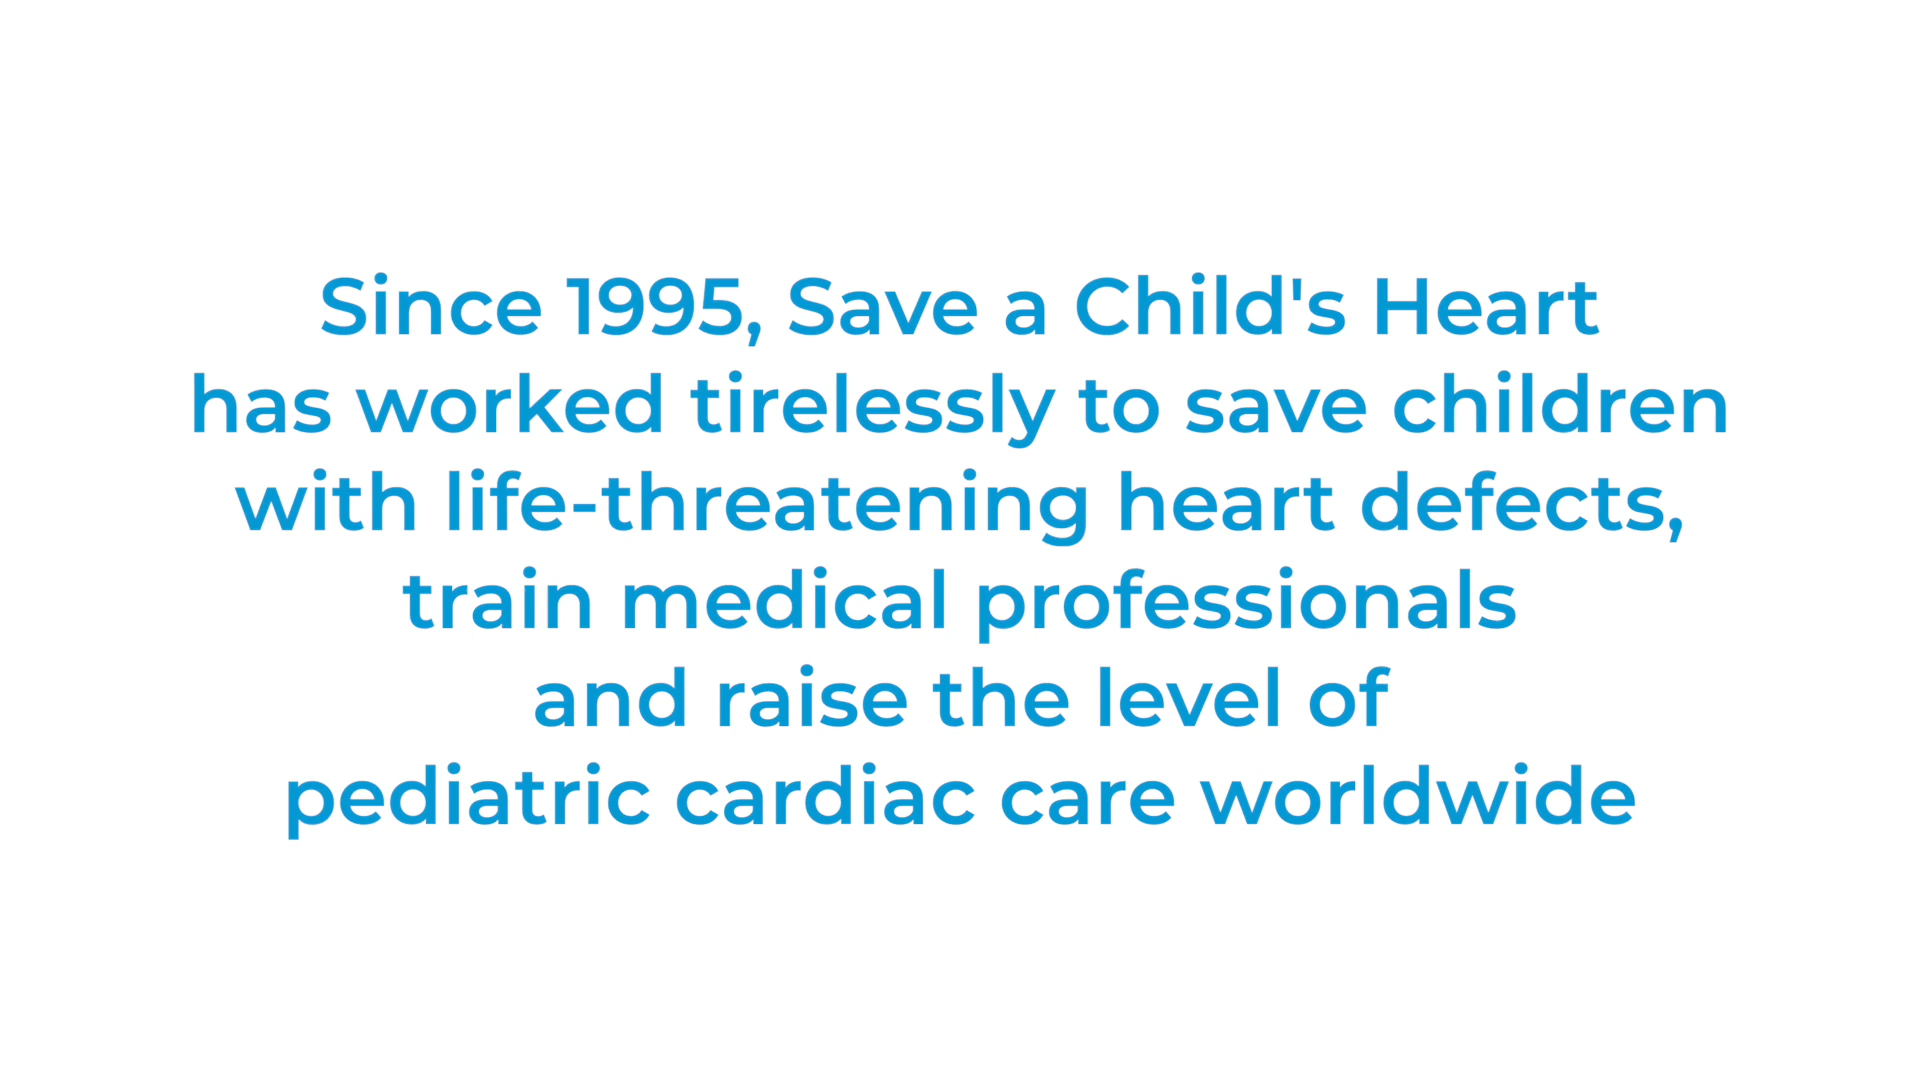 Since 1995, Save a Child's Heart
has worked tirelessly to save children
with life-threatening heart defects,
train medical professionals
and raise the level of
pediatric cardiac care worldwide